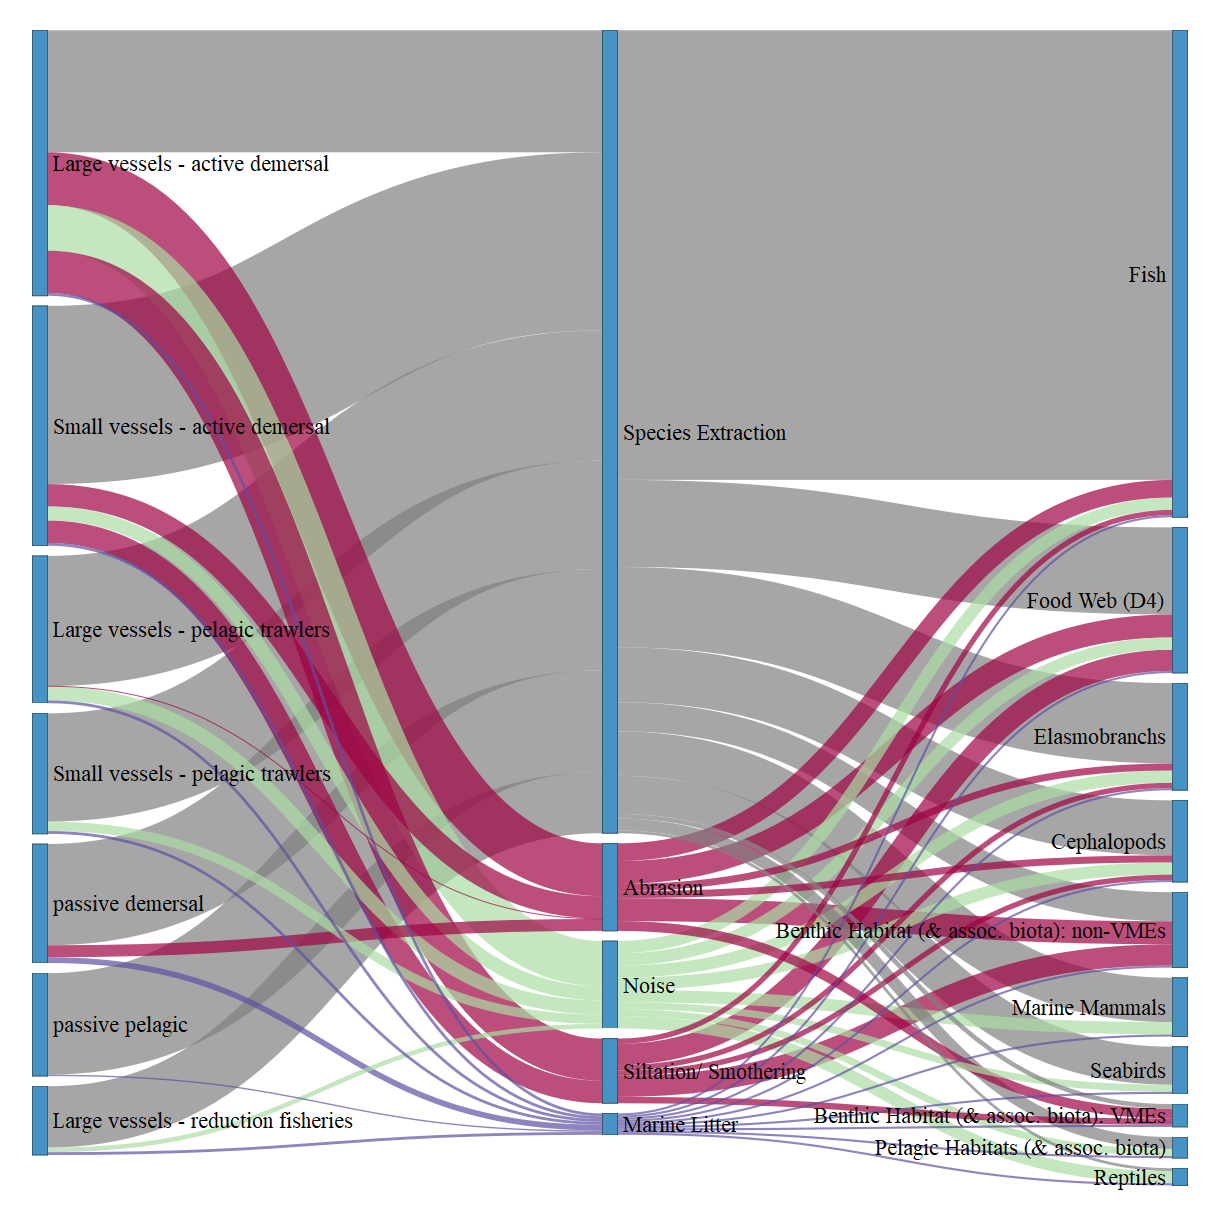 Large vessels - active demersal
Small vessels - active demersal
Large vessels - pelagic trawlers
Small vessels - pelagic trawlers
passive demersal
passive pelagic
Large vessels - reduction fisheries
Species Extraction
Abrasion
Noise
Siltation/ Smothering
Marine Litter
Fish
Food Web (D4)
Elasmobranchs
Cephalopods
Benthic Habitat (& assoc. biota): non-VMEs
Marine Mammals
Seabirds
Benthic Habitat (& assoc. biota): VMEs
Pelagic Habitats (& assoc. biota)
Reptiles